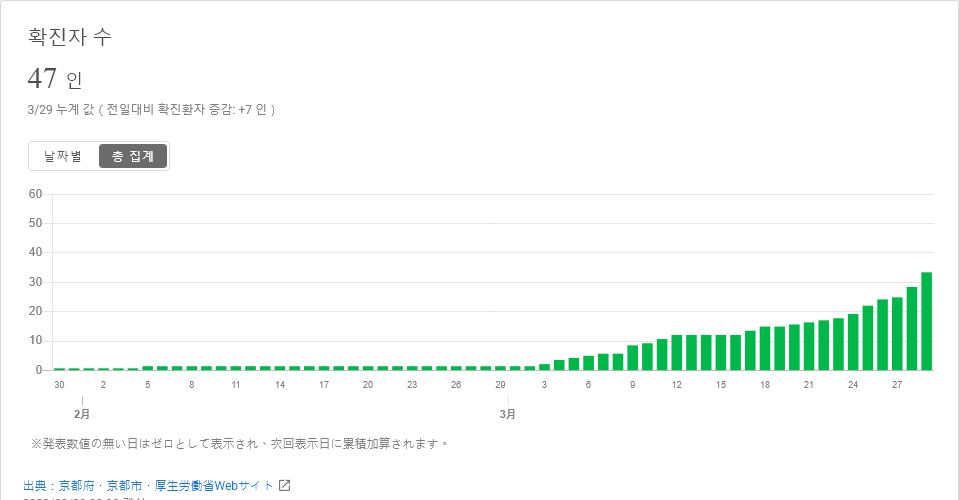 확진자 수
47 인
3/29 누계 값 ( 전일대비 확진환자 증감: +7 인 )
날짜별 총 집계
60
50
40
30
20
10
0
30 2 5 8 11 14 17 20 23 26 29 3 6 9 12 15 18 21 24 27
2月 3月
※発表数値の無い日はゼロとして表示され、次回表示日に累積加算されます。
出典：京都府・京都市・厚生労働省Webサイト